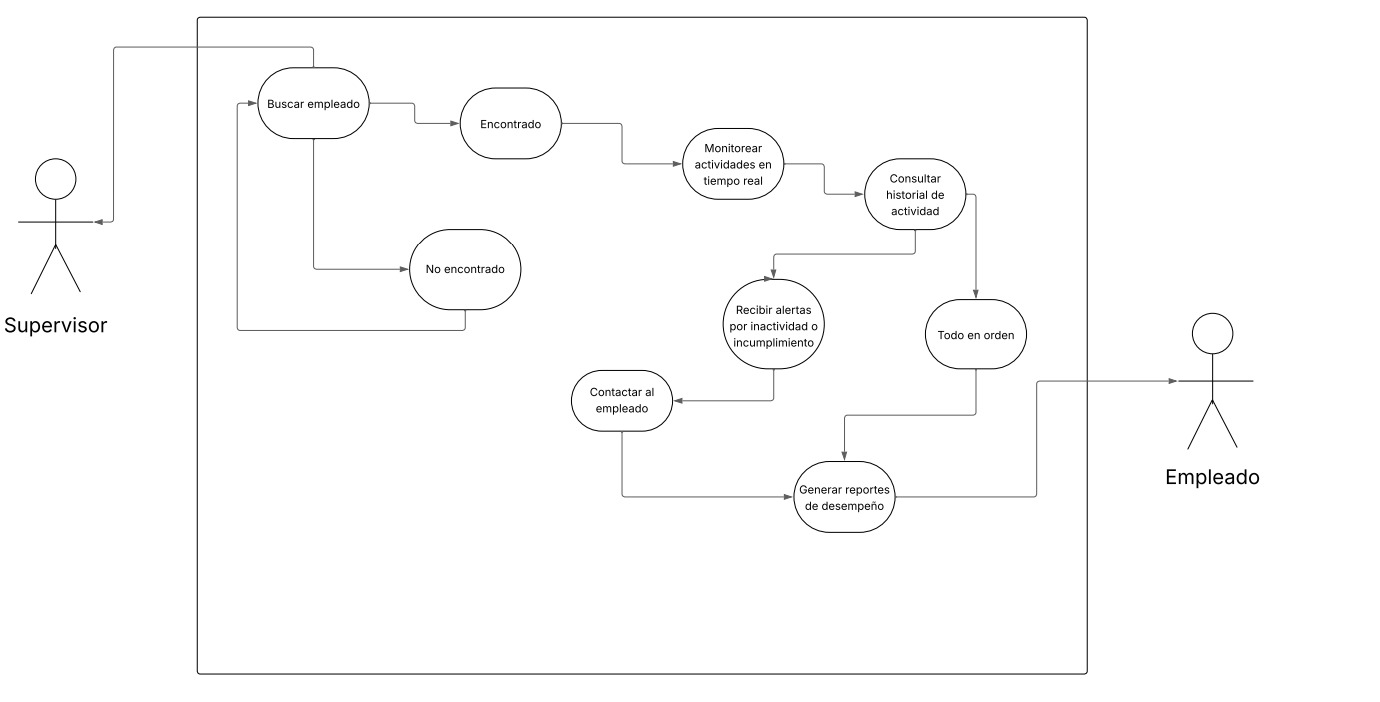 Buscar empleado
Encontrado
Monitorear
actividades en
tiempo real
Consultar
historial de
actividad
No encontrado
Supervisor
Recibir alertas
por inactividad o
incumplimiento
Todo en orden
Contactar al
empleado
Generar reportes
de desempeño
Empleado